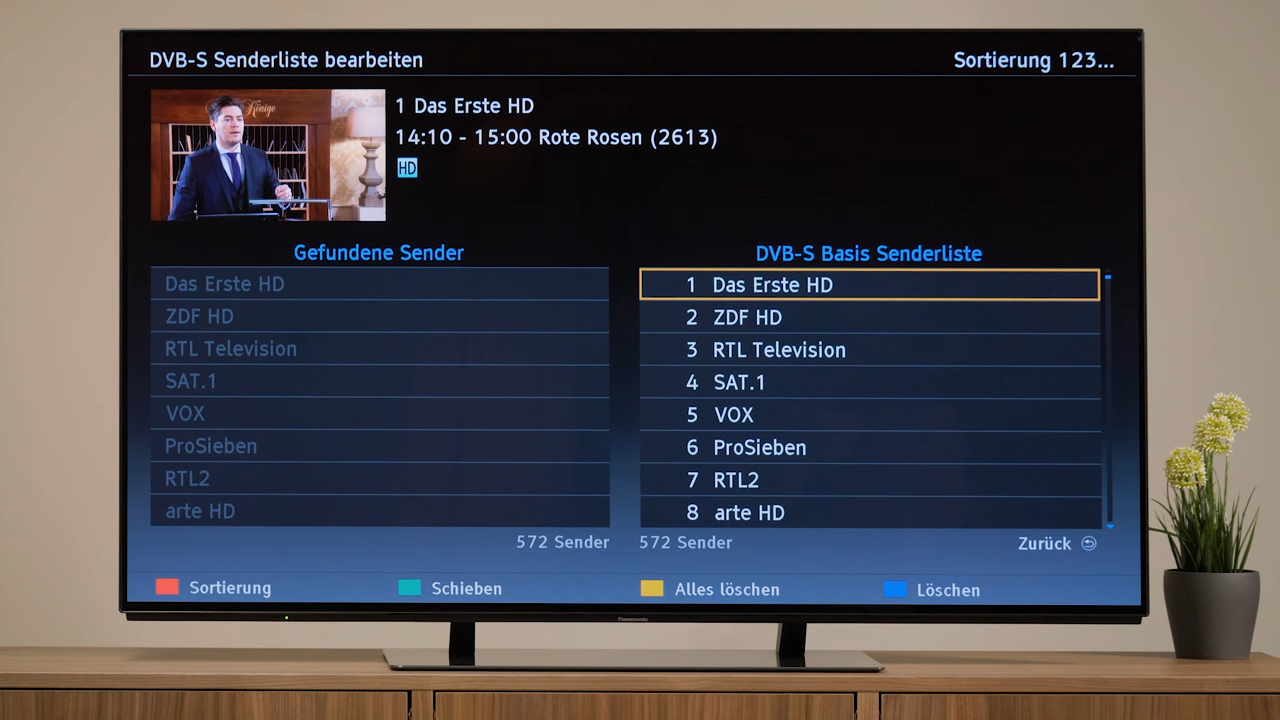 DVB-S Senderliste bearbeiten
Sortierung 123...
Könige
1 Das Erste HD
14:10 - 15:00 Rote Rosen (2613)
HD
Gefundene Sender
Das Erste HD
ZDF HD
RTL Television
SAT.1
VOX
ProSieben
RTL2
arte HD
572 Sender
DVB-S Basis Senderliste
1 Das Erste HD
2 ZDF HD
3 RTL Television
4 SAT.1
5 VOX
6 ProSieben
7 RTL2
8 arte HD
572 Sender
Zurück
Sortierung
Schieben
Alles löschen
Löschen
Panasonic